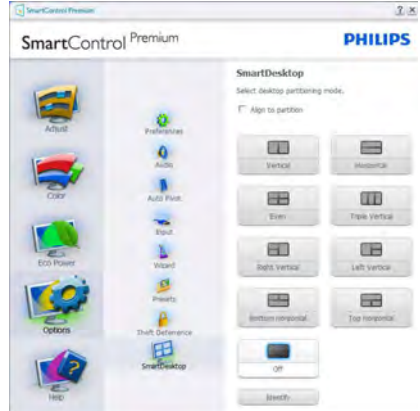 SmartControl Premium
SmartControl Premium
PHILIPS
Adjust
Color
Eco Power
Options
Help
Preferences
Audio
Auto Pivot
Input
Wizard
Presets
Theft Deterrence
SmartDesktop
SmartDesktop
Select desktop partitioning mode.
Align to partition
Vertical
Horizontal
Even
Triple Vertical
Right Vertical
Left Vertical
Bottom Horizontal
Top Horizontal
Off
Identify